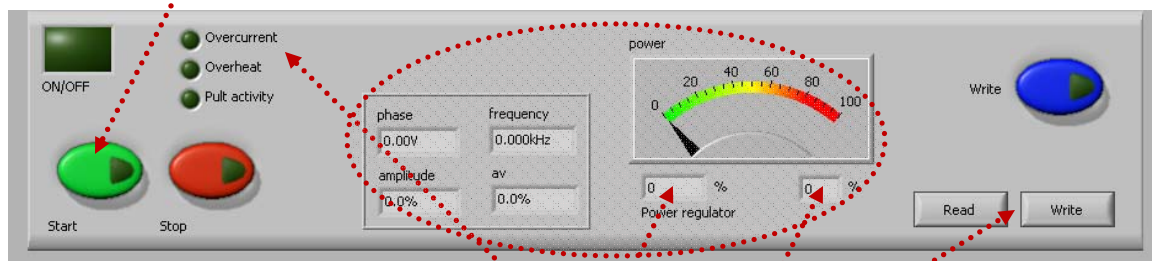 ON/OFF
Overcurrent
Overheat
Pult activity
Start
Stop
phase
0.00V
frequency
0.000kHz
amplitude
0.0%
av
0.0%
power
0
20
40
60
80
100
0 %
Power regulator
0 %
Write
Read
Write